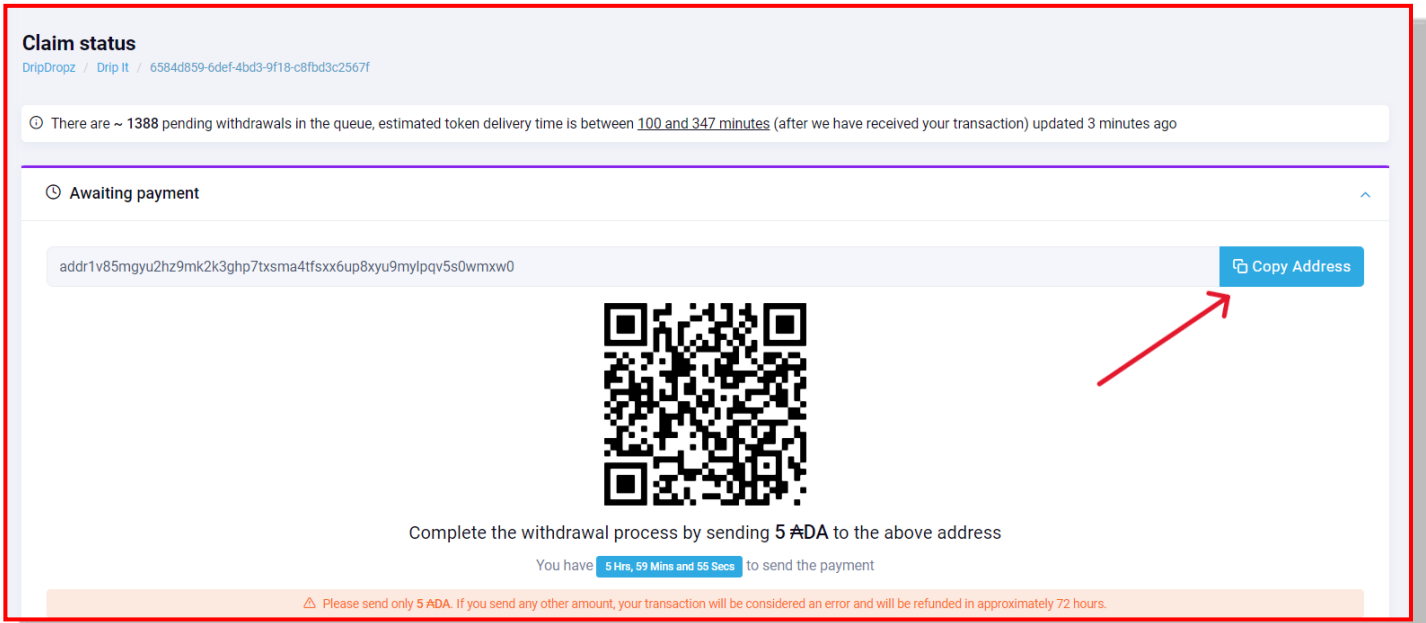 Claim status
DripDropz / Drip It / 6584d859-6def-4bd3-9f18-c8fbd3c2567f
There are ~ 1388 pending withdrawals in the queue, estimated token delivery time is between 100 and 347 minutes (after we have received your transaction) updated 3 minutes ago
Awaiting payment
addr1v85mgyu2hz9mk2k3ghp7txsma4tfsxx6up8xyu9mylpqv5s0wmxw0
Copy Address
Complete the withdrawal process by sending 5 ₳DA to the above address
You have 5 Hrs, 59 Mins and 55 Secs to send the payment
Please send only 5 ₳DA. If you send any other amount, your transaction will be considered an error and will be refunded in approximately 72 hours.